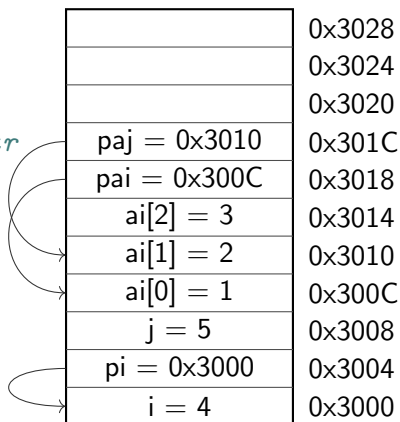 0x3028
0x3024
0x3020
paj = 0x3010 0x301C
pai = 0x300C 0x3018
ai[2] = 3 0x3014
ai[1] = 2 0x3010
ai[0] = 1 0x300C
j = 5 0x3008
pi = 0x3000 0x3004
i = 4 0x3000